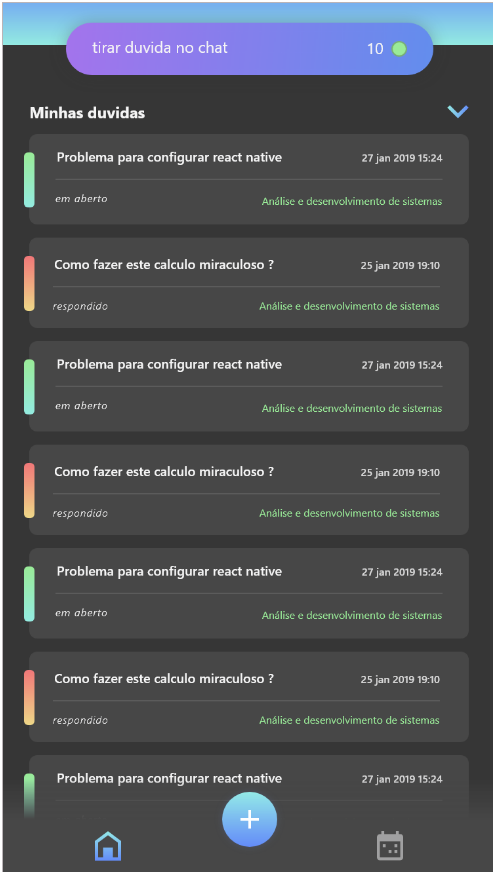 tirar duvida no chat 10
Minhas duvidas
Problema para configurar react native 27 jan 2019 15:24
em aberto Análise e desenvolvimento de sistemas
Como fazer este calculo miraculoso ? 25 jan 2019 19:10
respondido Análise e desenvolvimento de sistemas
Problema para configurar react native 27 jan 2019 15:24
em aberto Análise e desenvolvimento de sistemas
Como fazer este calculo miraculoso ? 25 jan 2019 19:10
respondido Análise e desenvolvimento de sistemas
Problema para configurar react native 27 jan 2019 15:24
em aberto Análise e desenvolvimento de sistemas
Como fazer este calculo miraculoso ? 25 jan 2019 19:10
respondido Análise e desenvolvimento de sistemas
Problema para configurar react native 27 jan 2019 15:24